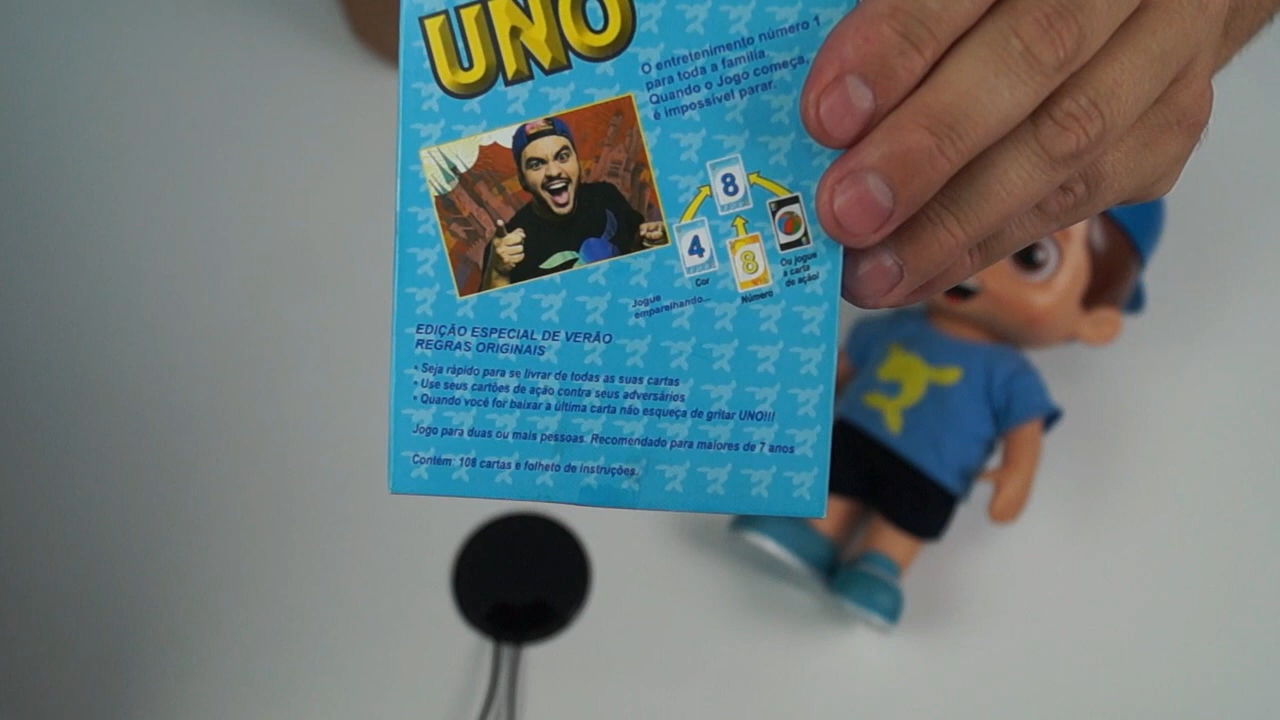 UNO
O entretenimento número 1
para toda a família.
Quando o Jogo começa,
é impossível parar.
8
4
8
Cor
Número
Ou jogue
a carta
de ação!
Jogue
emparelhando...
EDIÇÃO ESPECIAL DE VERÃO
REGRAS ORIGINAIS
• Seja rápido para se livrar de todas as suas cartas
• Use seus cartões de ação contra seus adversários
• Quando você for baixar a última carta não esqueça de gritar UNO!!!
Jogo para duas ou mais pessoas. Recomendado para maiores de 7 anos
Contém: 108 cartas e folheto de instruções.